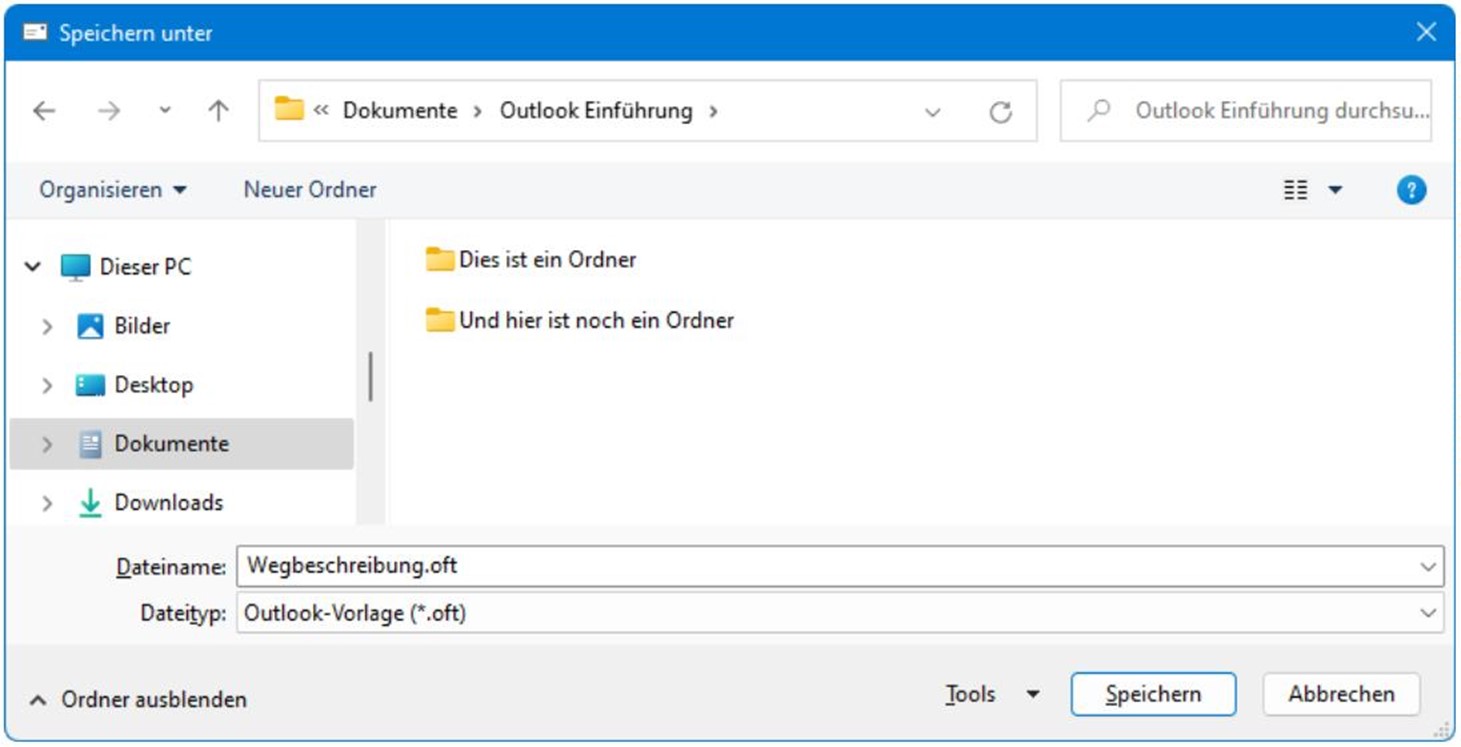 Speichern unter
« Dokumente > Outlook Einführung >
Outlook Einführung durchsu...
Organisieren
Neuer Ordner
?
Dieser PC
Bilder
Desktop
Dokumente
Downloads
Dies ist ein Ordner
Und hier ist noch ein Ordner
Dateiname: Wegbeschreibung.oft
Dateityp: Outlook-Vorlage (*.oft)
Ordner ausblenden
Tools
Speichern
Abbrechen